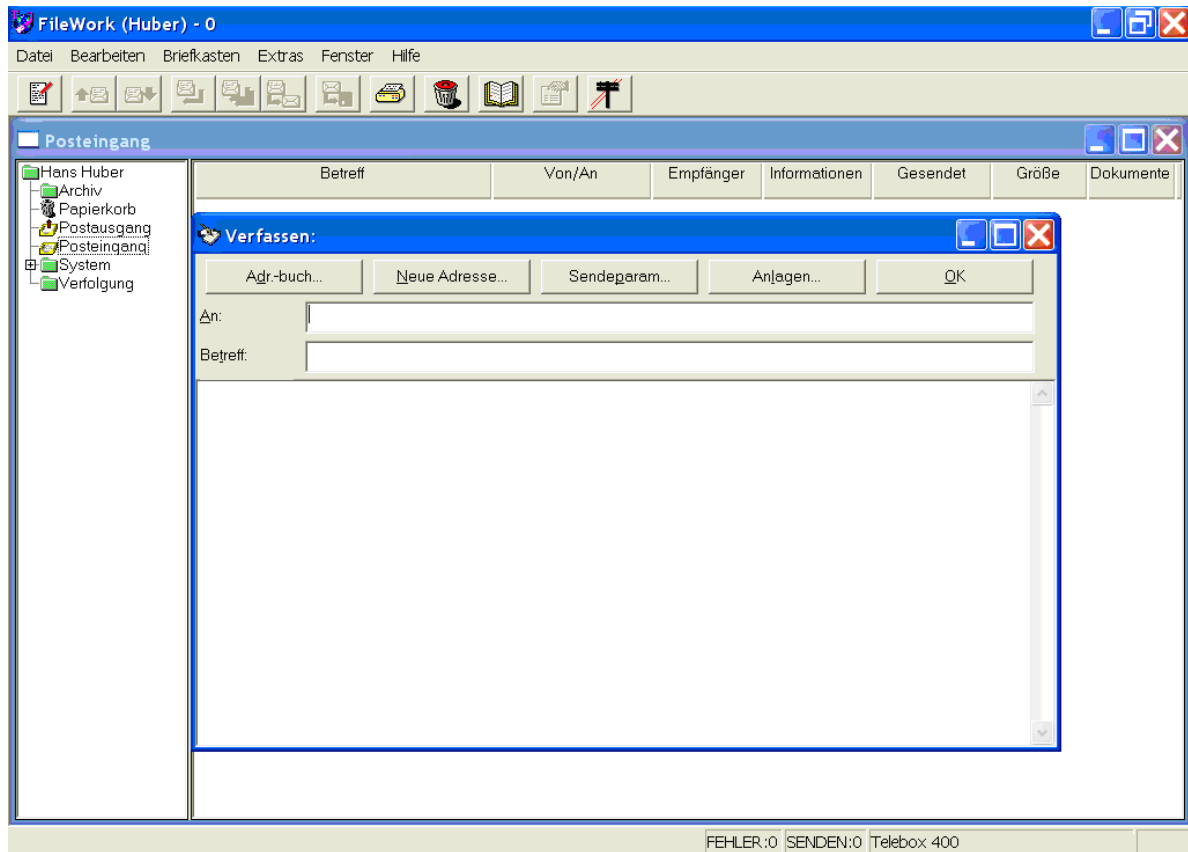 FileWork (Huber) - 0
Datei Bearbeiten Briefkasten Extras Fenster Hilfe
Posteingang
Hans Huber
Archiv
Papierkorb
Postausgang
Posteingang
System
Verfolgung
Betreff Von/An Empfänger Informationen Gesendet Größe Dokumente
Verfassen:
Adr.-buch... Neue Adresse... Sendeparam... Anlagen... OK
An:
Betreff:
FEHLER:0 SENDEN:0 Telebox 400